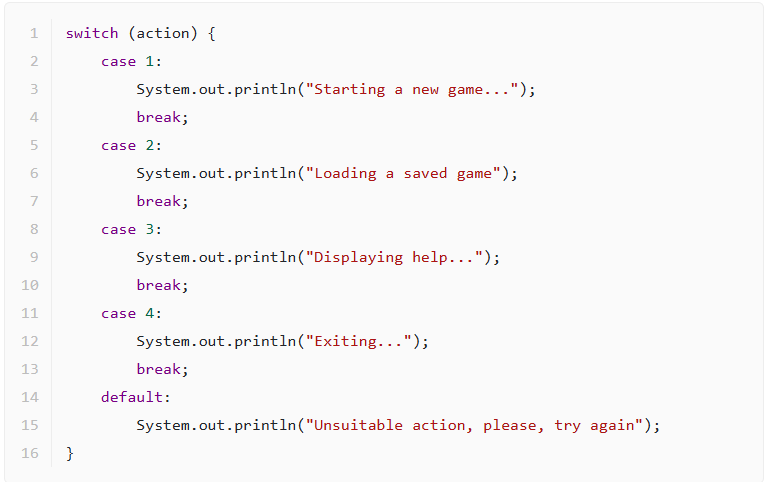 1 switch (action) {
2     case 1:
3         System.out.println("Starting a new game...");
4         break;
5     case 2:
6         System.out.println("Loading a saved game");
7         break;
8     case 3:
9         System.out.println("Displaying help...");
10         break;
11     case 4:
12         System.out.println("Exiting...");
13         break;
14     default:
15         System.out.println("Unsuitable action, please, try again");
16 }